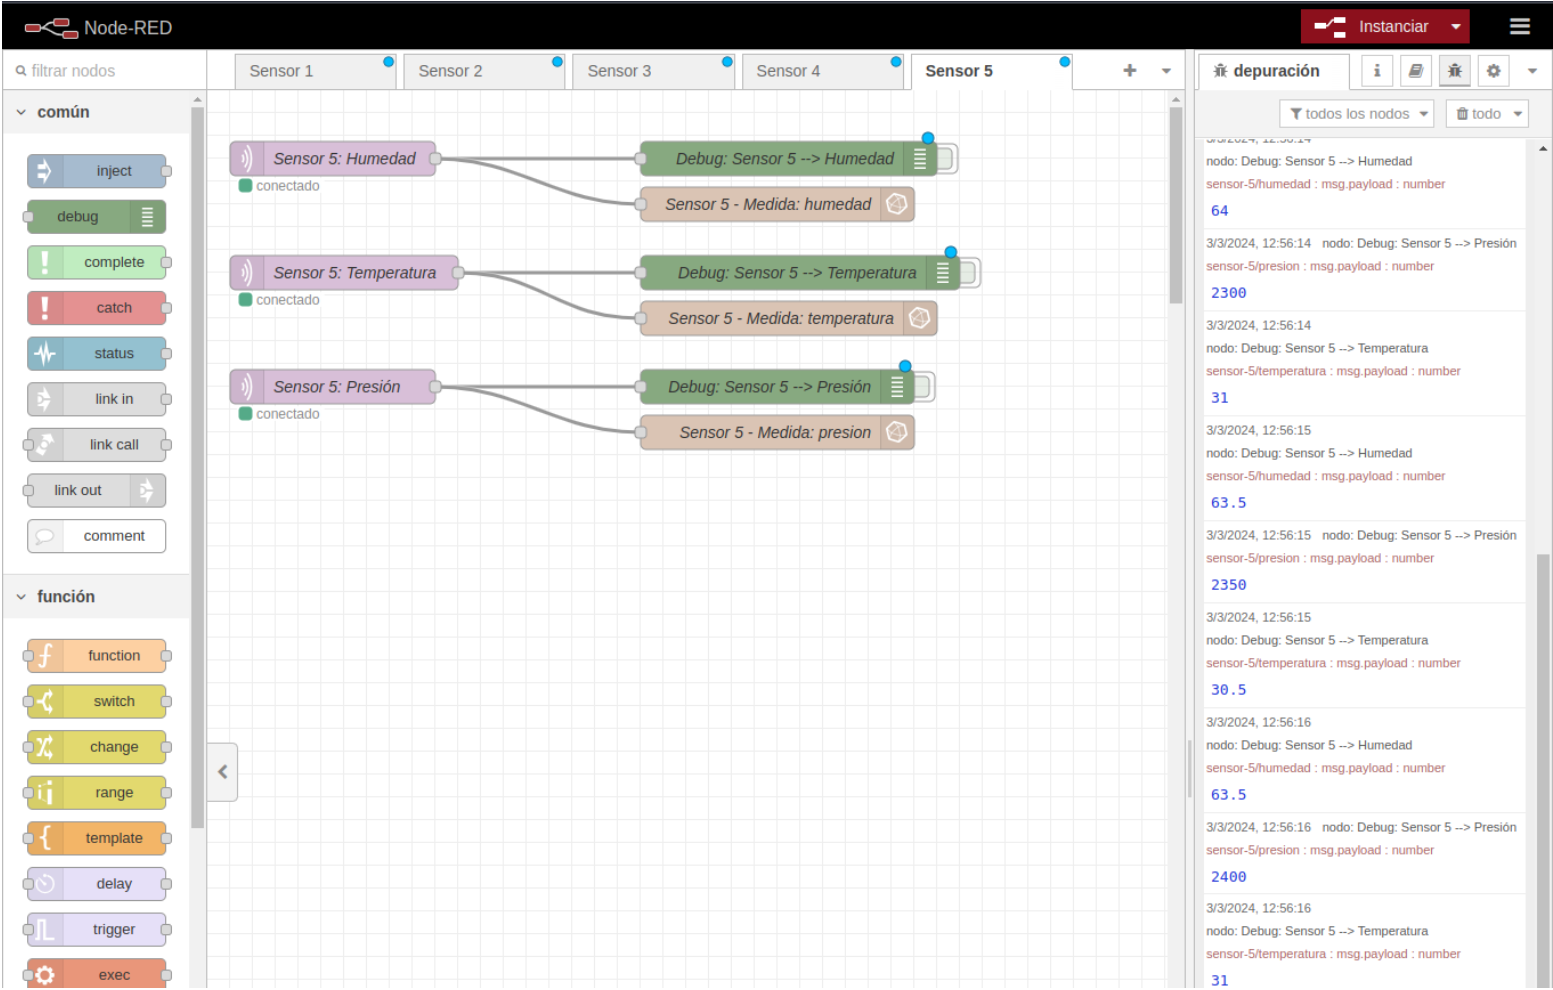 Node-RED
Instanciar
filtrar nodos
Sensor 1
Sensor 2
Sensor 3
Sensor 4
Sensor 5
depuración
común
inject
debug
complete
catch
status
link in
link call
link out
comment
función
function
switch
change
range
template
delay
trigger
exec
Sensor 5: Humedad
conectado
Debug: Sensor 5 --> Humedad
Sensor 5 - Medida: humedad
Sensor 5: Temperatura
conectado
Debug: Sensor 5 --> Temperatura
Sensor 5 - Medida: temperatura
Sensor 5: Presión
conectado
Debug: Sensor 5 --> Presión
Sensor 5 - Medida: presion
todos los nodos
todo
3/3/2024, 12:56:14
nodo: Debug: Sensor 5 --> Humedad
sensor-5/humedad : msg.payload : number
64
3/3/2024, 12:56:14 nodo: Debug: Sensor 5 --> Presión
sensor-5/presion : msg.payload : number
2300
3/3/2024, 12:56:14
nodo: Debug: Sensor 5 --> Temperatura
sensor-5/temperatura : msg.payload : number
31
3/3/2024, 12:56:15
nodo: Debug: Sensor 5 --> Humedad
sensor-5/humedad : msg.payload : number
63.5
3/3/2024, 12:56:15 nodo: Debug: Sensor 5 --> Presión
sensor-5/presion : msg.payload : number
2350
3/3/2024, 12:56:15
nodo: Debug: Sensor 5 --> Temperatura
sensor-5/temperatura : msg.payload : number
30.5
3/3/2024, 12:56:16
nodo: Debug: Sensor 5 --> Humedad
sensor-5/humedad : msg.payload : number
63.5
3/3/2024, 12:56:16 nodo: Debug: Sensor 5 --> Presión
sensor-5/presion : msg.payload : number
2400
3/3/2024, 12:56:16
nodo: Debug: Sensor 5 --> Temperatura
sensor-5/temperatura : msg.payload : number
31